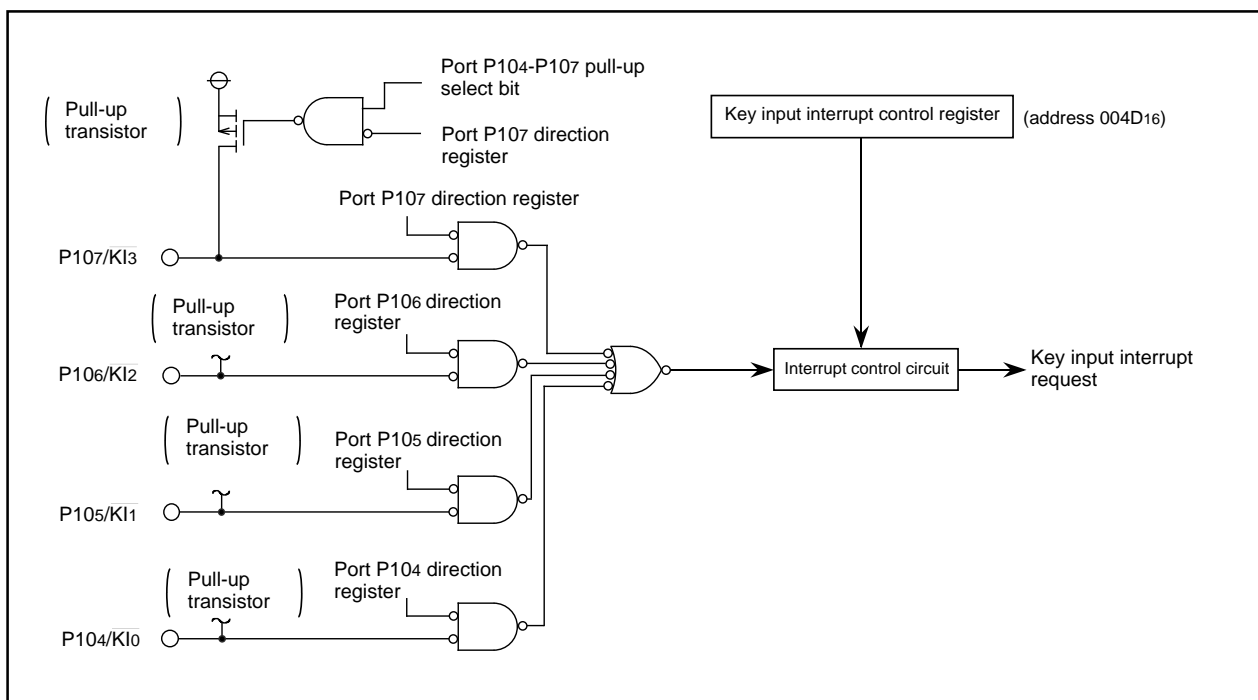 Port P104-P107 pull-up
select bit
( Pull-up
transistor )
Key input interrupt control register
(address 004D16)
Port P107 direction
register
Port P107 direction register
P107/KI3
( Pull-up
transistor )
Port P106 direction
register
P106/KI2
Interrupt control circuit
Key input interrupt
request
( Pull-up
transistor )
Port P105 direction
register
P105/KI1
( Pull-up
transistor )
Port P104 direction
register
P104/KI0